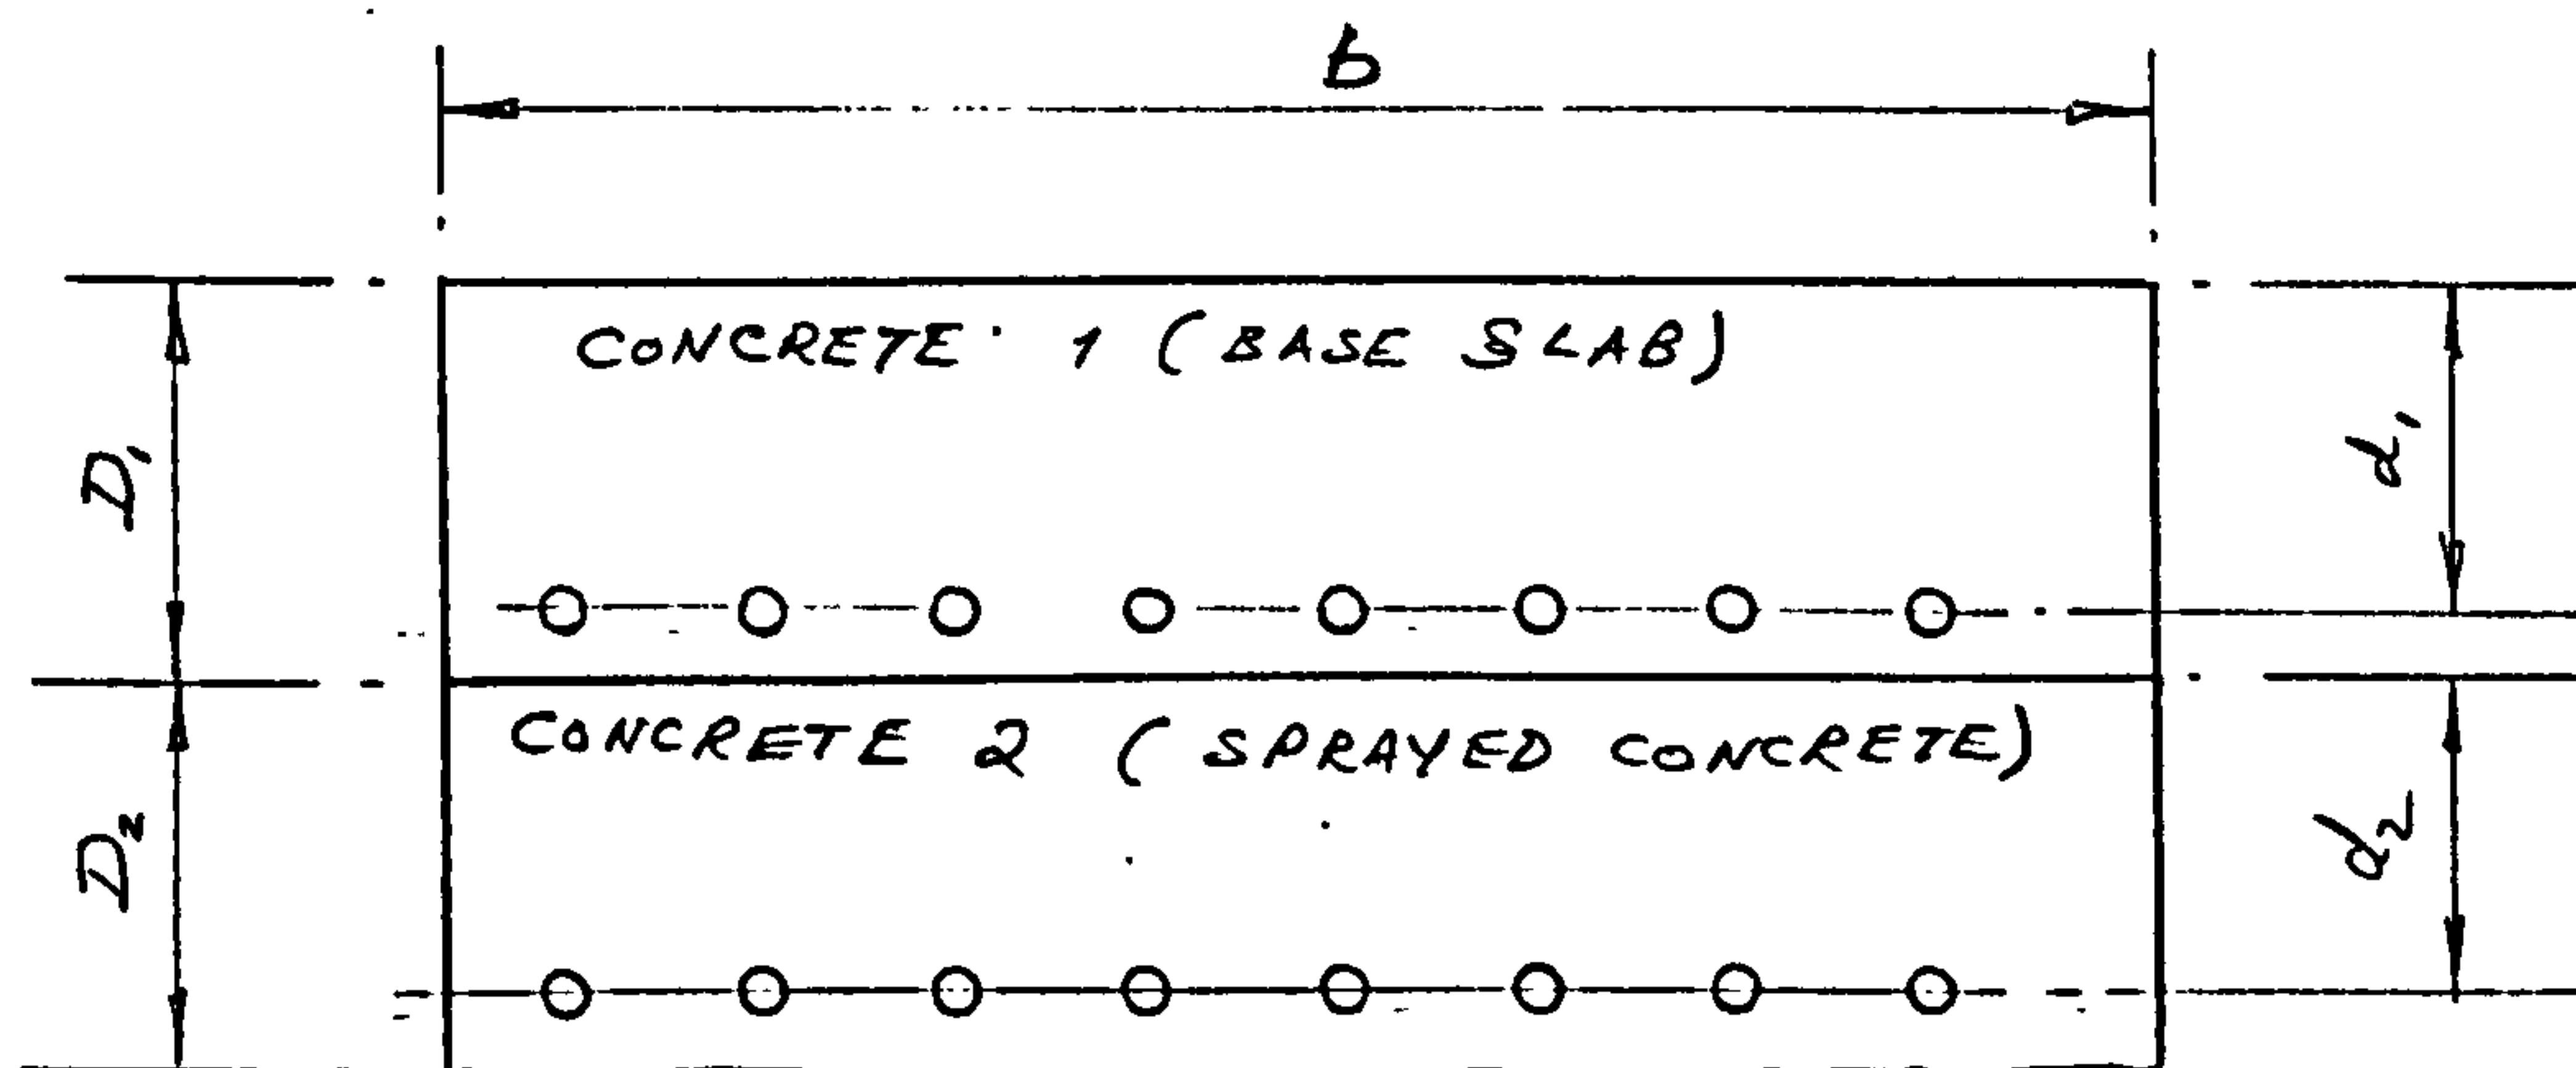 b
CONCRETE 1 (BASE SLAB)
D₁
d₁
CONCRETE 2 (SPRAYED CONCRETE)
D₂
d₂